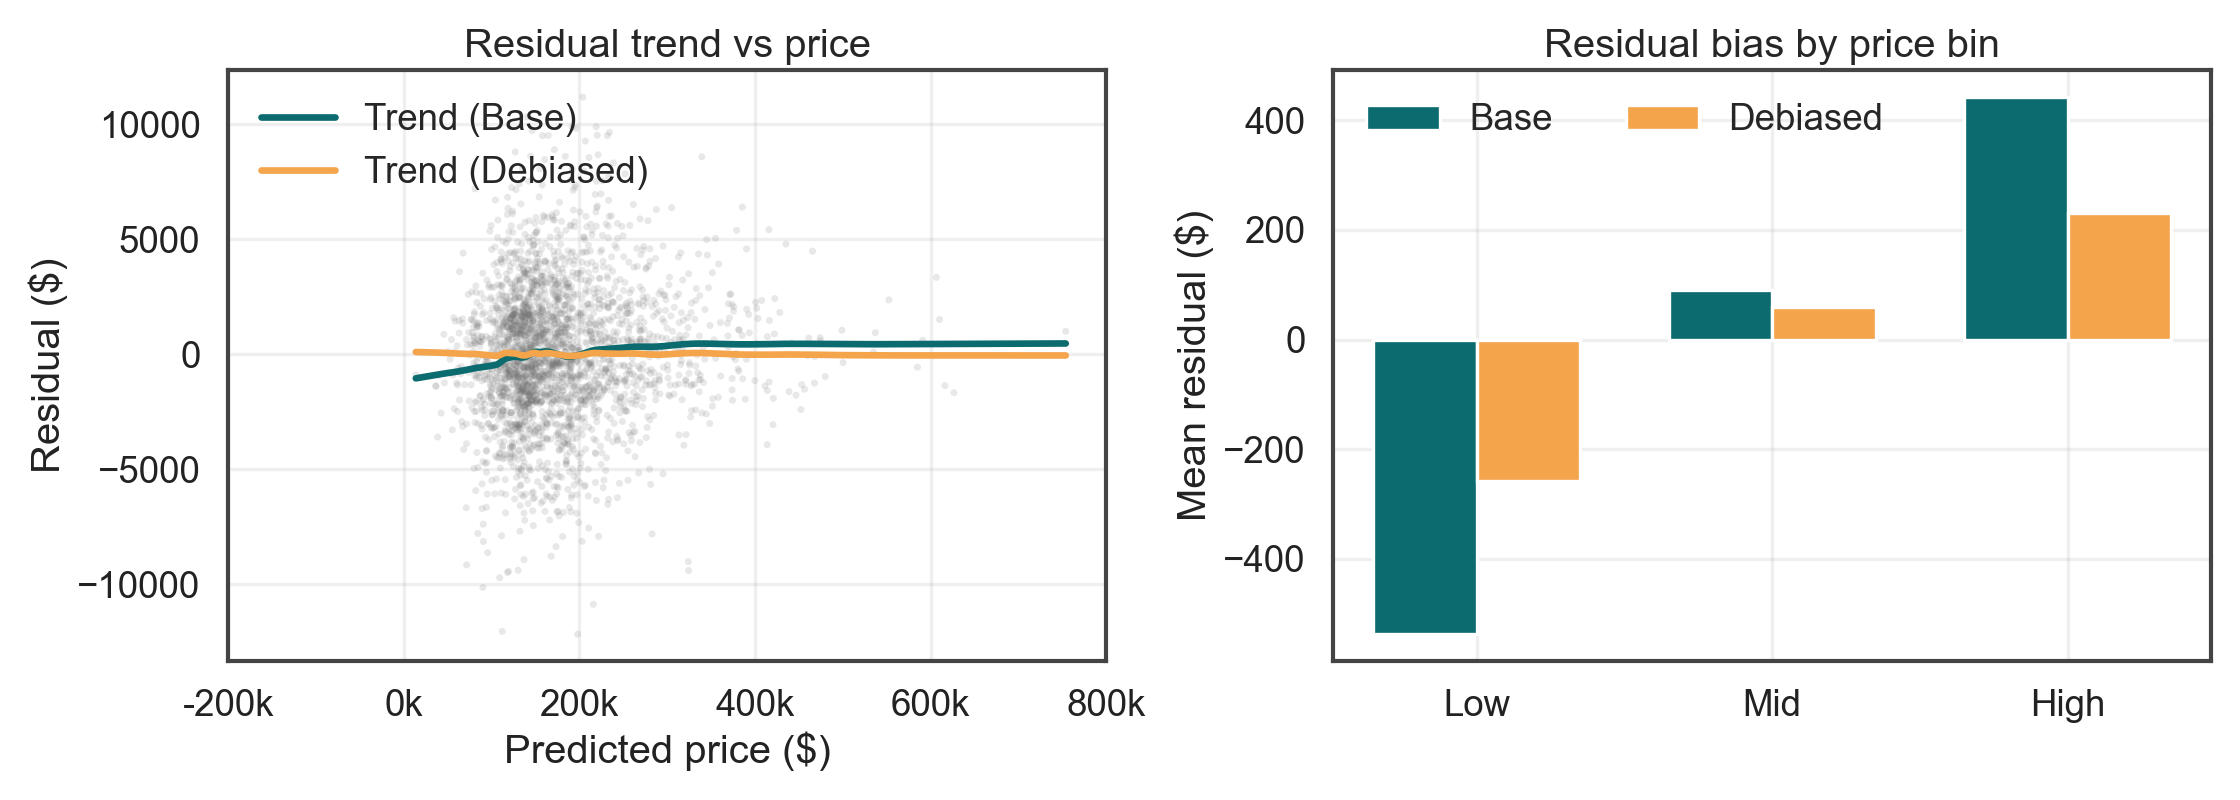 Residual trend vs price
Trend (Base)
Trend (Debiased)
10000
5000
0
−5000
−10000
Residual ($)
-200k 0k 200k 400k 600k 800k
Predicted price ($)
Residual bias by price bin
Base Debiased
400
200
0
−200
−400
Mean residual ($)
Low Mid High